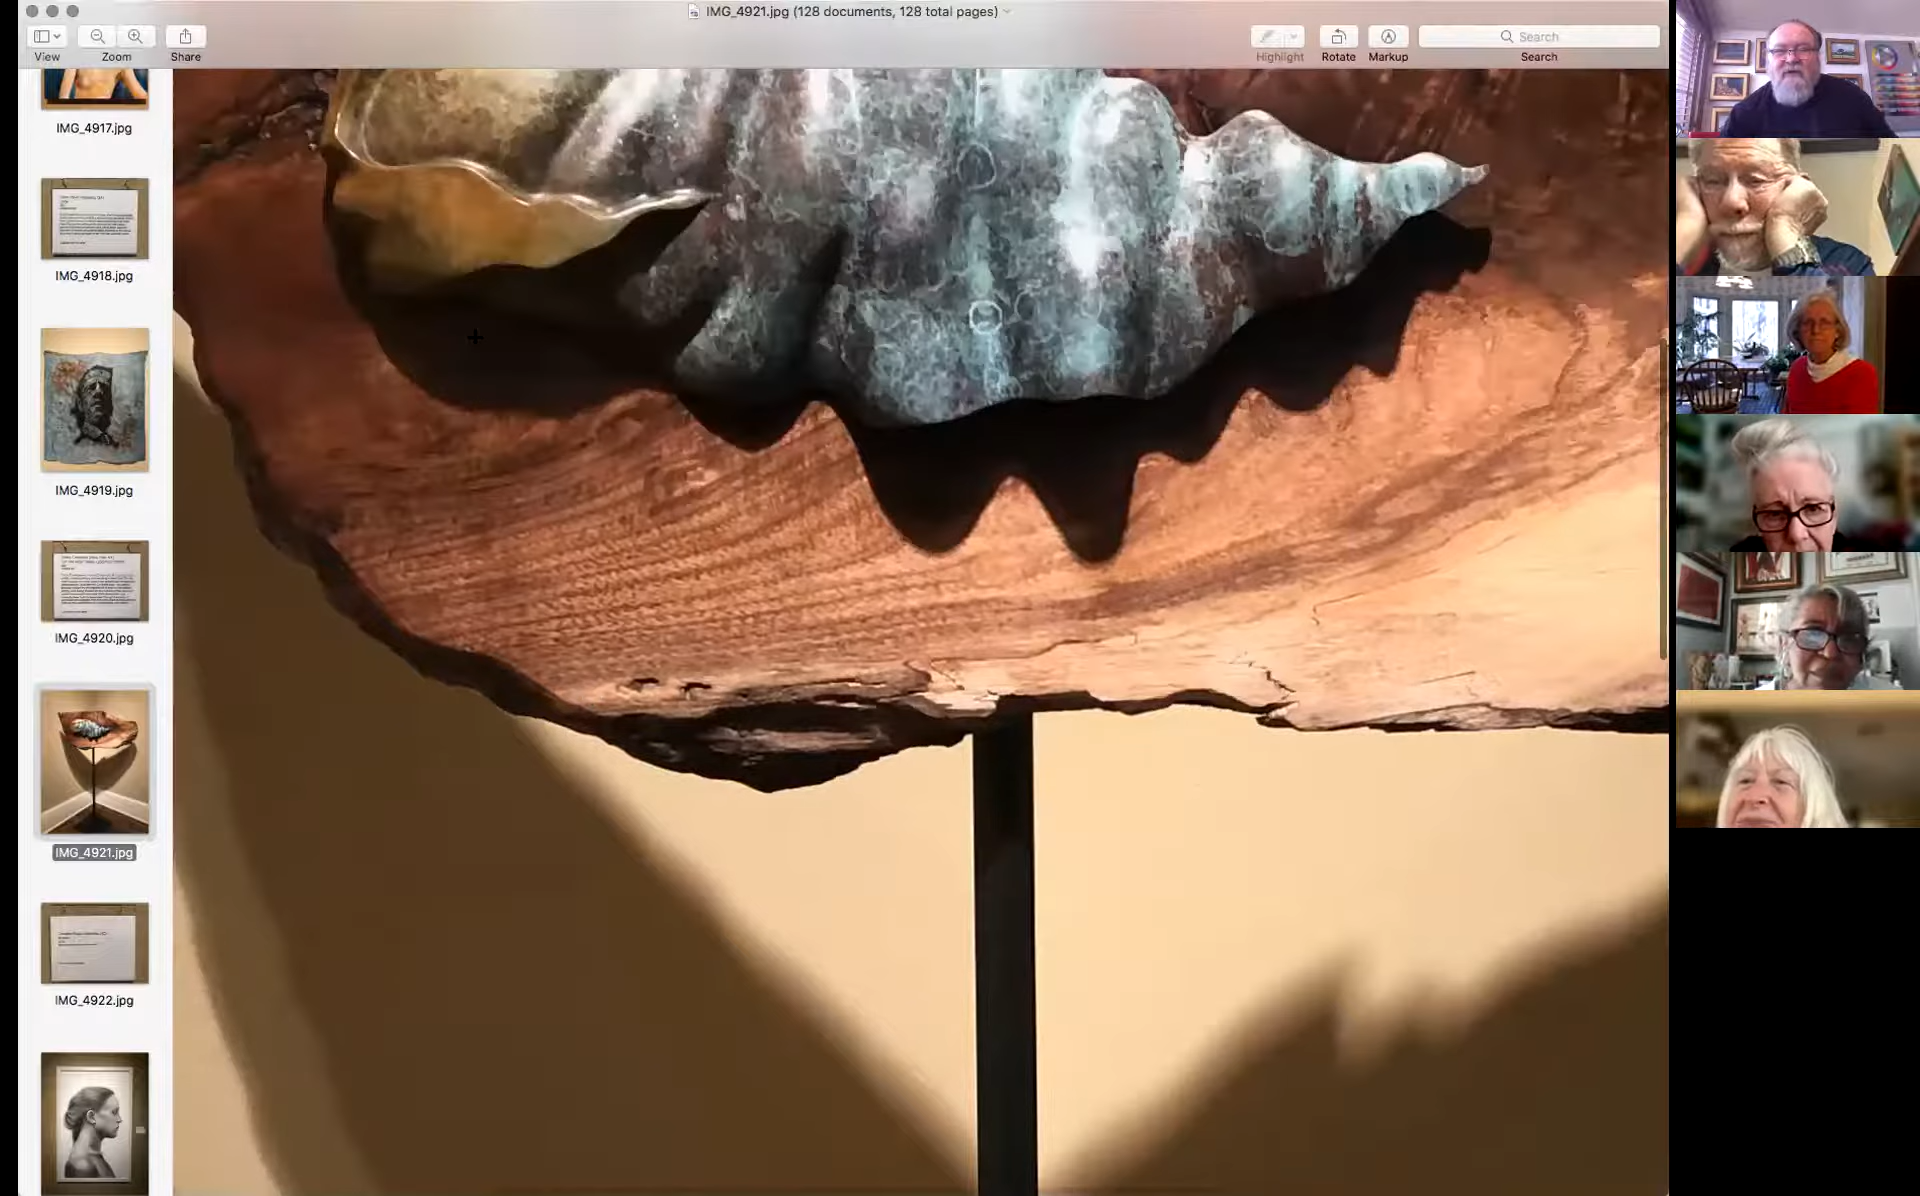 IMG_4921.jpg (128 documents, 128 total pages)
View
Zoom
Share
Highlight
Rotate
Markup
Search
Search
IMG_4917.jpg
IMG_4918.jpg
IMG_4919.jpg
IMG_4920.jpg
IMG_4921.jpg
IMG_4922.jpg